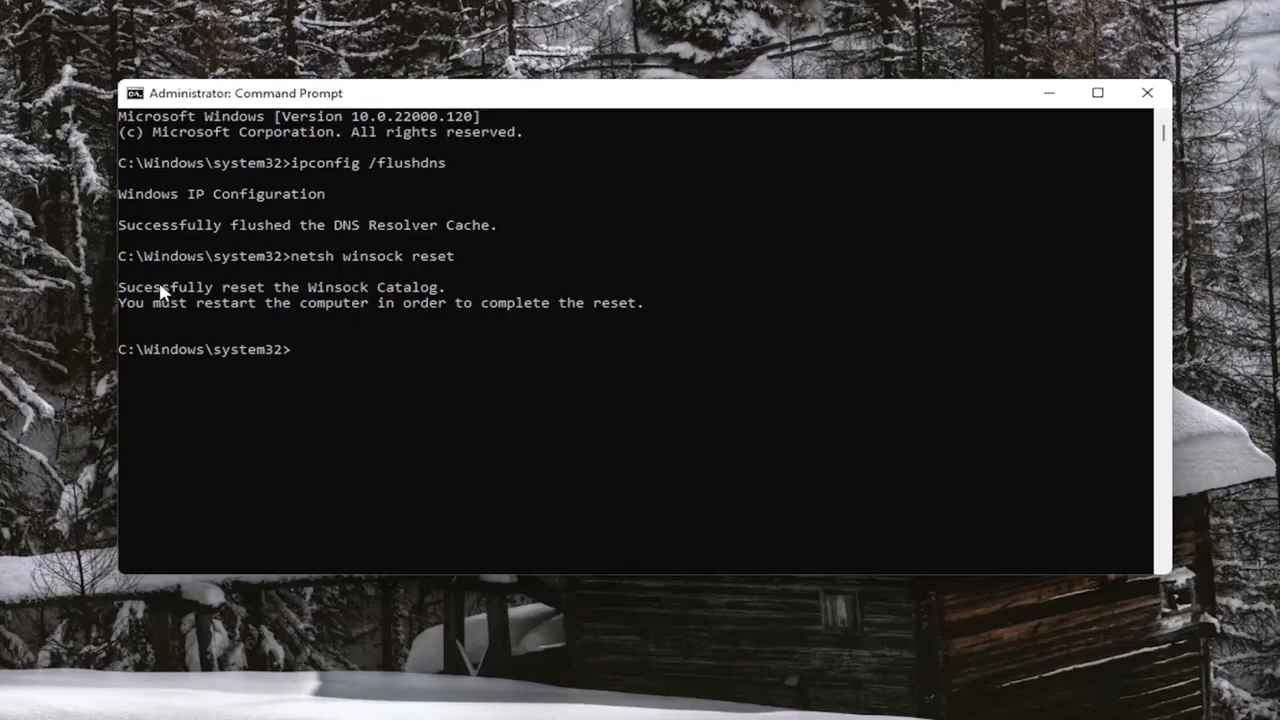 Administrator: Command Prompt
Microsoft Windows [Version 10.0.22000.120]
(c) Microsoft Corporation. All rights reserved.
C:\Windows\system32>ipconfig /flushdns
Windows IP Configuration
Successfully flushed the DNS Resolver Cache.
C:\Windows\system32>netsh winsock reset
Sucessfully reset the Winsock Catalog.
You must restart the computer in order to complete the reset.
C:\Windows\system32>